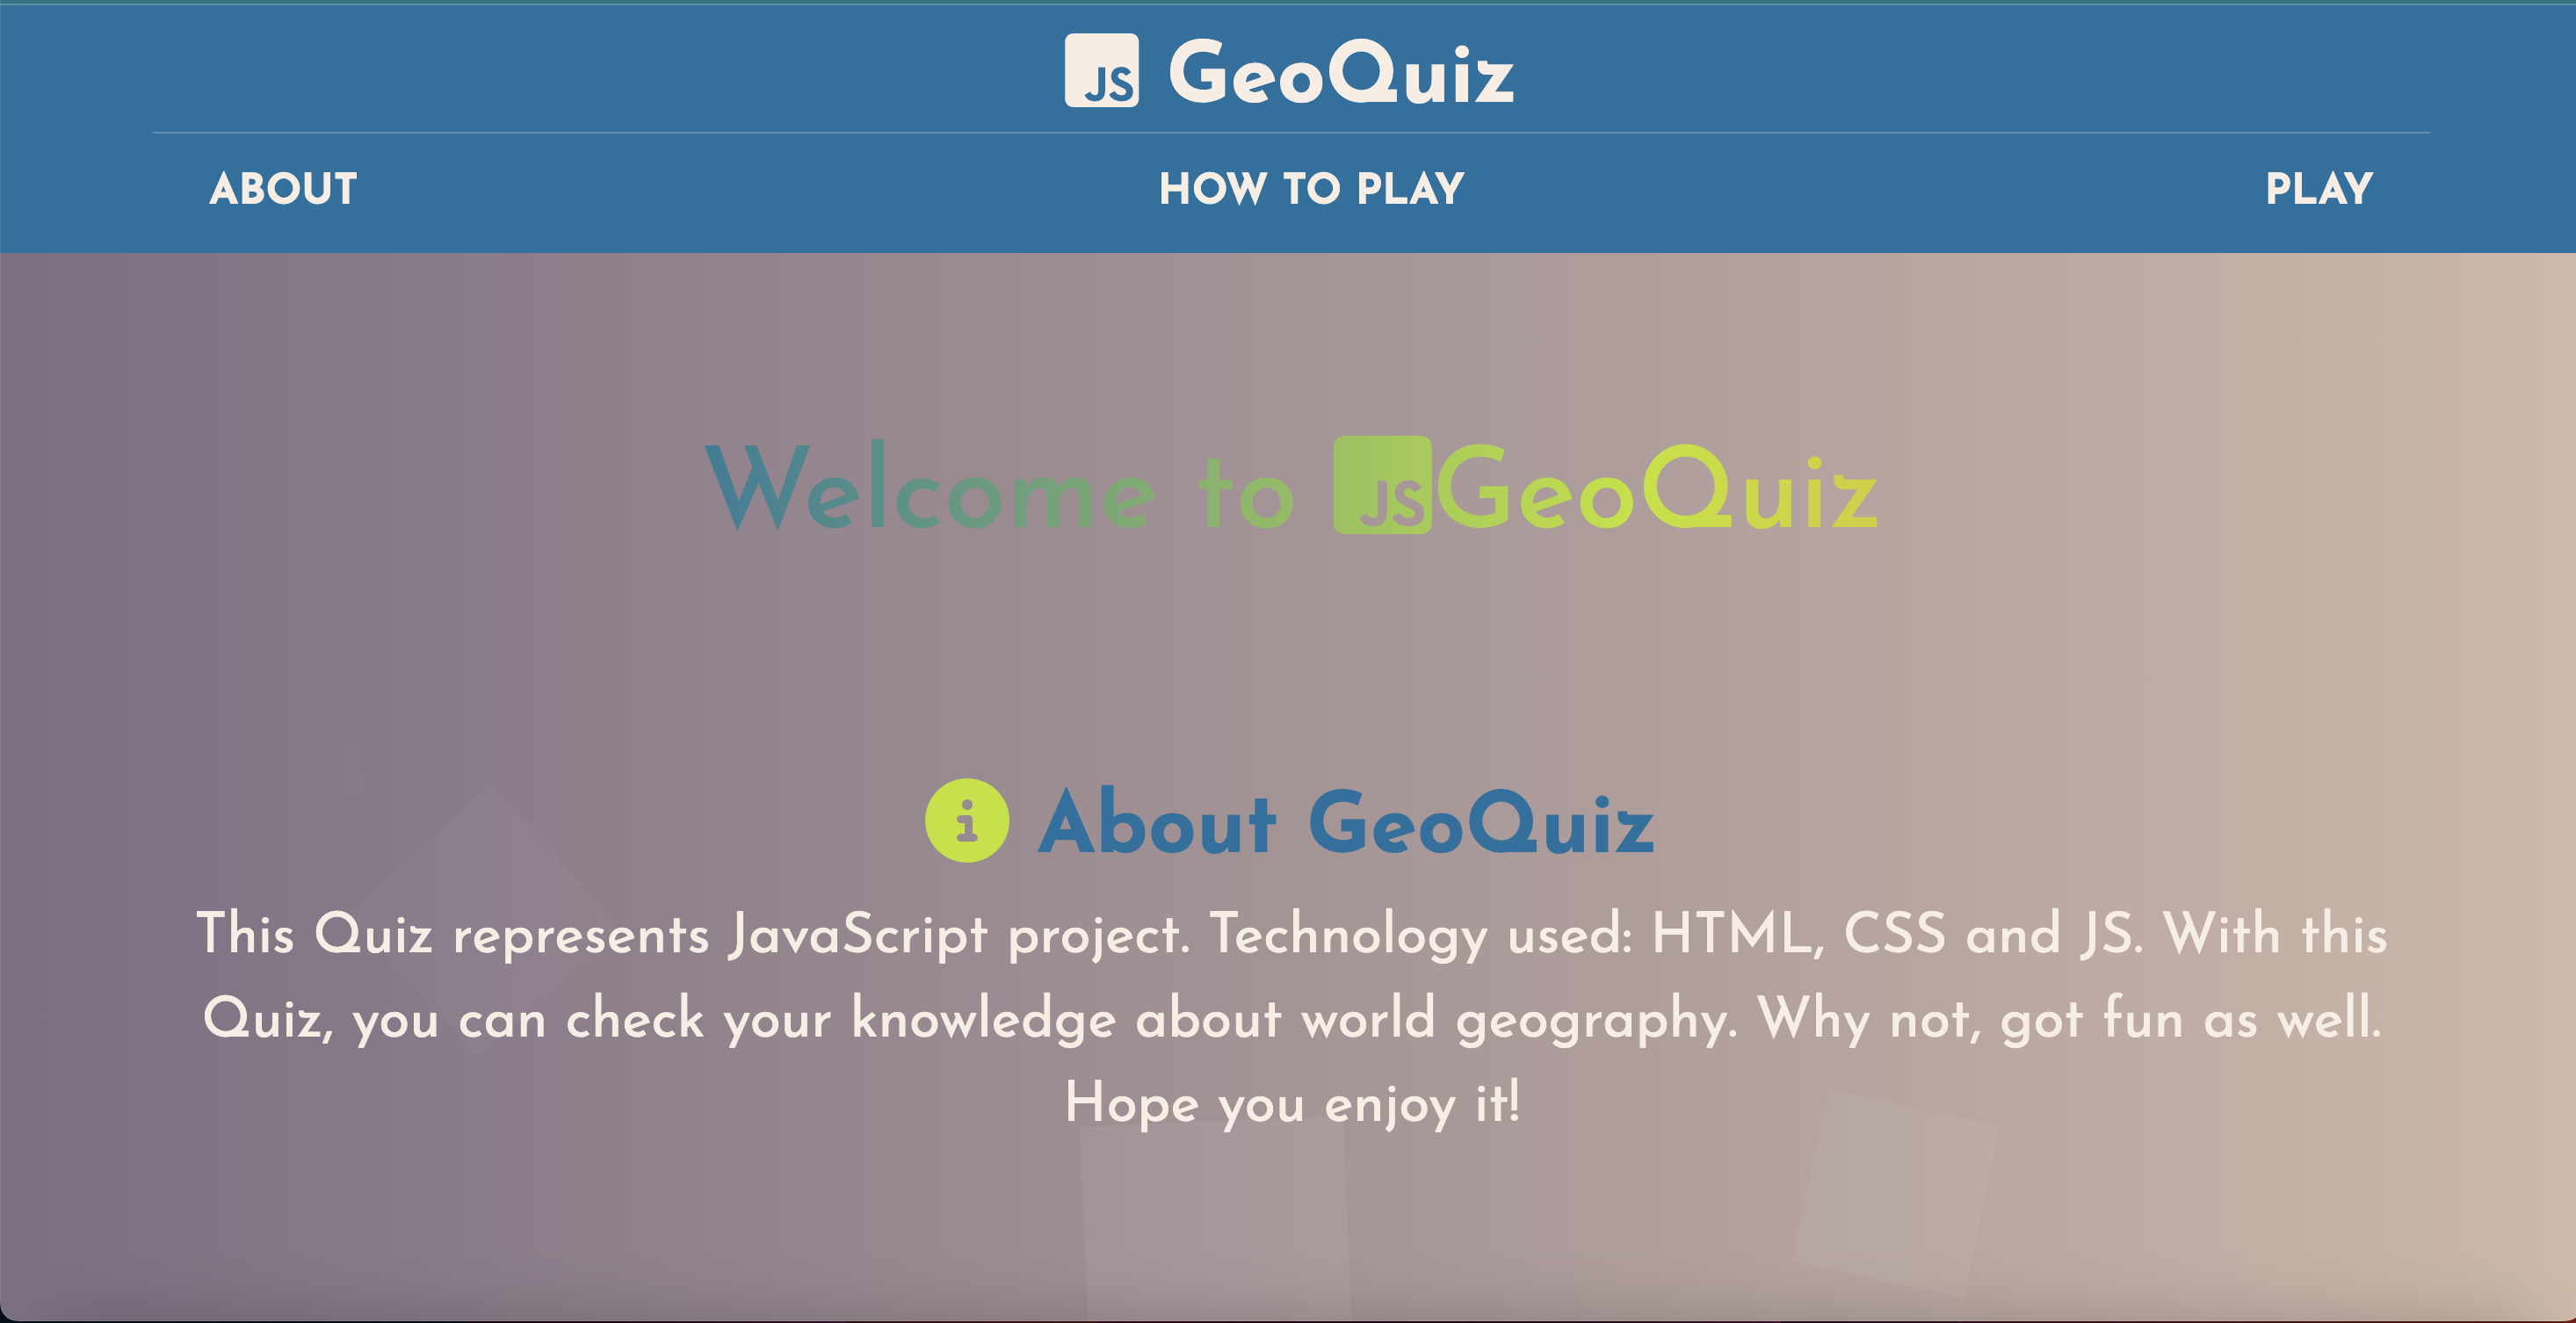 JS GeoQuiz
ABOUT HOW TO PLAY PLAY
Welcome to JS GeoQuiz
i About GeoQuiz
This Quiz represents JavaScript project. Technology used: HTML, CSS and JS. With this
Quiz, you can check your knowledge about world geography. Why not, got fun as well.
Hope you enjoy it!